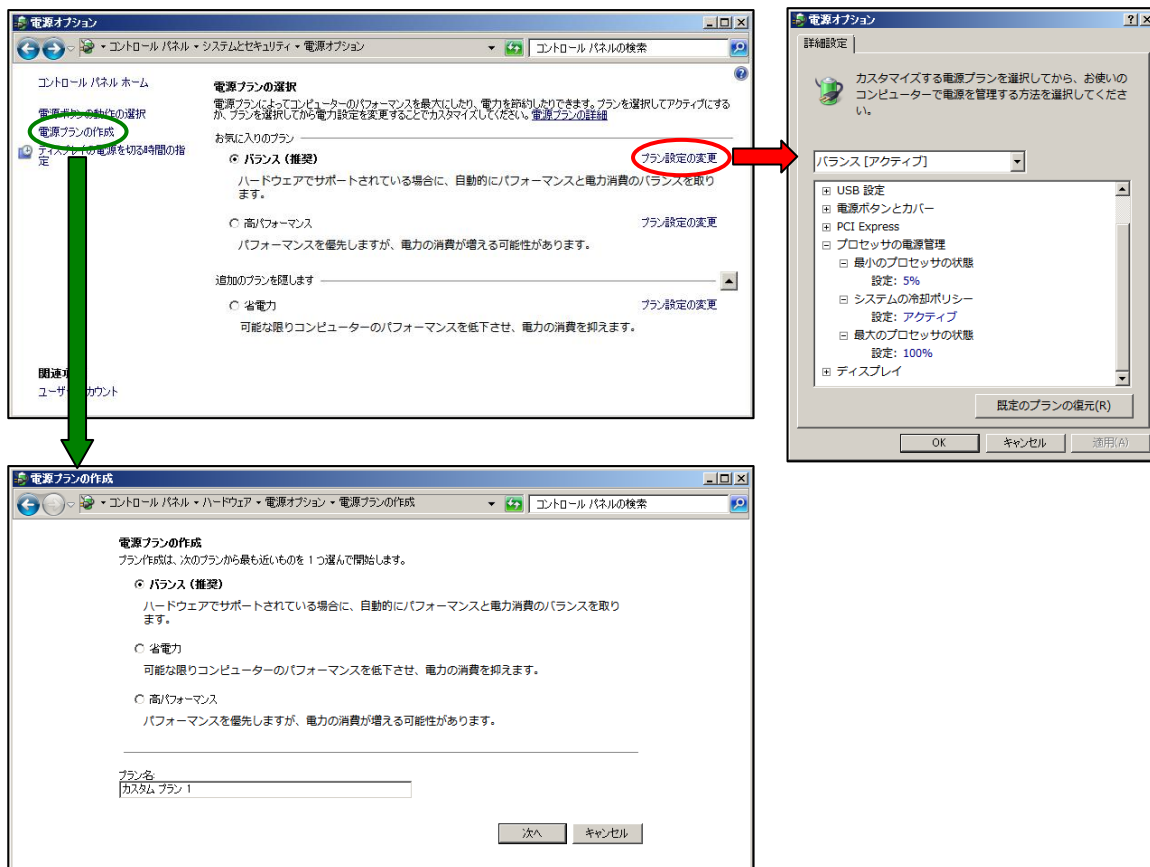 電源オプション
コントロール パネル システムとセキュリティ 電源オプション
コントロール パネルの検索
コントロール パネル ホーム
電源ボタンの動作の選択
電源プランの作成
ディスプレイの電源を切る時間の指
定
関連
ユーザー カウント
電源プランの選択
電源プランによってコンピューターのパフォーマンスを最大にしたり、電力を節約したりできます。プランを選択してアクティブにする
か、プランを選択してから電力設定を変更することでカスタマイズしてください。電源プランの詳細
お気に入りのプラン
バランス (推奨)
プラン設定の変更
ハードウェアでサポートされている場合に、自動的にパフォーマンスと電力消費のバランスを取り
ます。
高パフォーマンス
プラン設定の変更
パフォーマンスを優先しますが、電力の消費が増える可能性があります。
追加のプランを隠します
省電力
プラン設定の変更
可能な限りコンピューターのパフォーマンスを低下させ、電力の消費を抑えます。
電源オプション
詳細設定
カスタマイズする電源プランを選択してから、お使いの
コンピューターで電源を管理する方法を選択してくださ
い。
バランス [アクティブ]
USB 設定
電源ボタンとカバー
PCI Express
プロセッサの電源管理
最小のプロセッサの状態
設定: 5%
システムの冷却ポリシー
設定: アクティブ
最大のプロセッサの状態
設定: 100%
ディスプレイ
既定のプランの復元(R)
OK
キャンセル
適用(A)
電源プランの作成
コントロール パネル ハードウェア 電源オプション 電源プランの作成
コントロール パネルの検索
電源プランの作成
プラン作成は、次のプランから最も近いものを 1 つ選んで開始します。
バランス (推奨)
ハードウェアでサポートされている場合に、自動的にパフォーマンスと電力消費のバランスを取り
ます。
省電力
可能な限りコンピューターのパフォーマンスを低下させ、電力の消費を抑えます。
高パフォーマンス
パフォーマンスを優先しますが、電力の消費が増える可能性があります。
プラン名:
カスタム プラン 1
次へ
キャンセル